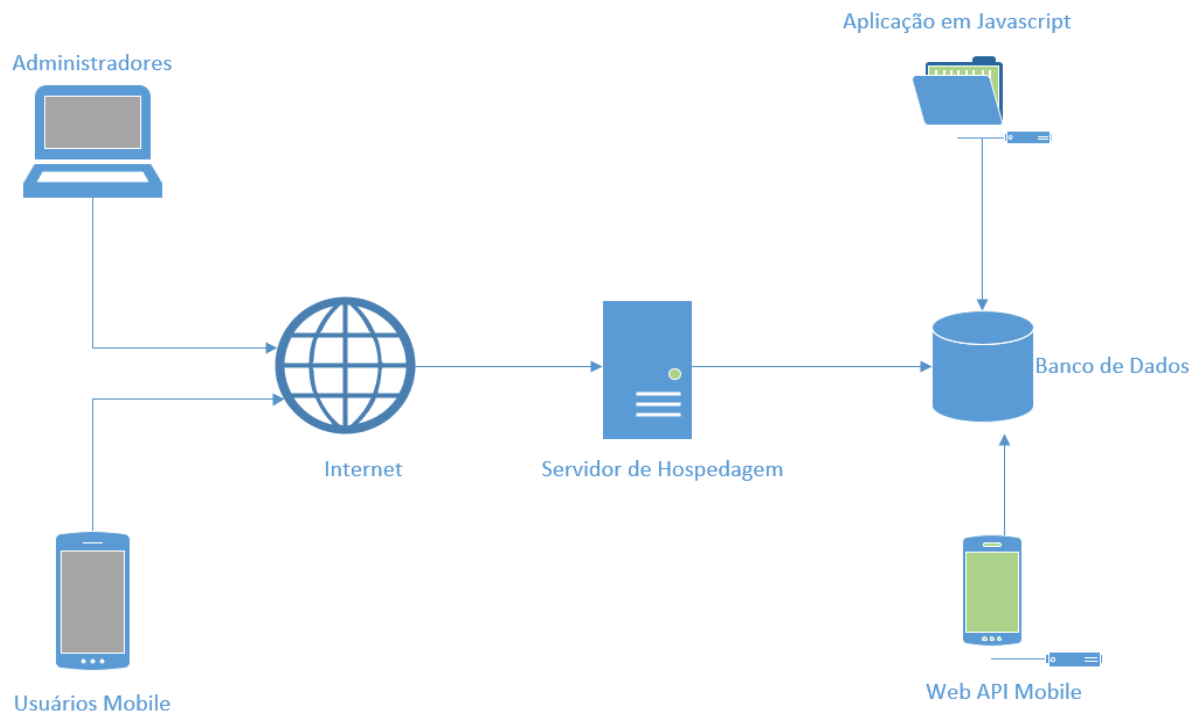 Aplicação em Javascript
Administradores
Banco de Dados
Internet
Servidor de Hospedagem
Web API Mobile
Usuários Mobile